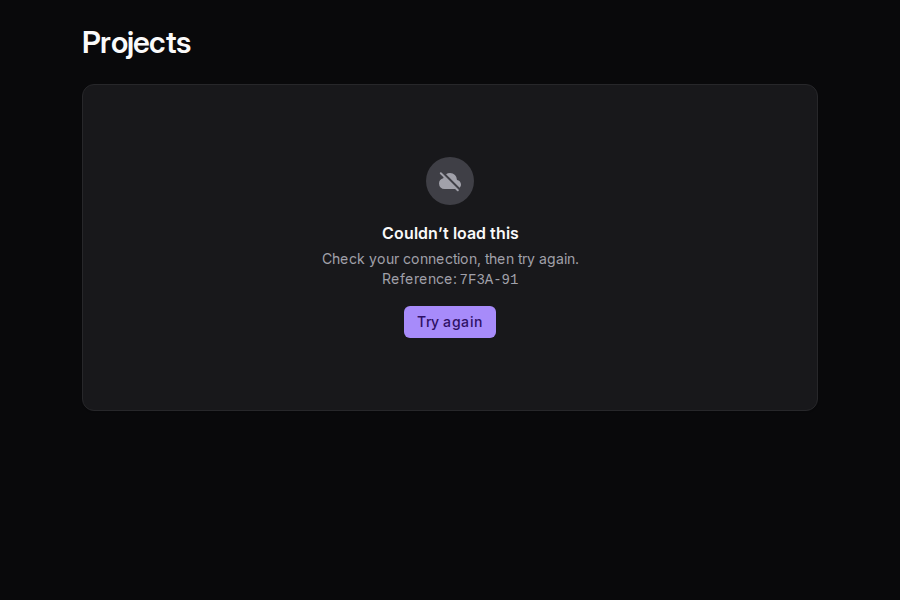 Projects
Couldn’t load this
Check your connection, then try again.
Reference: 7F3A-91
Try again